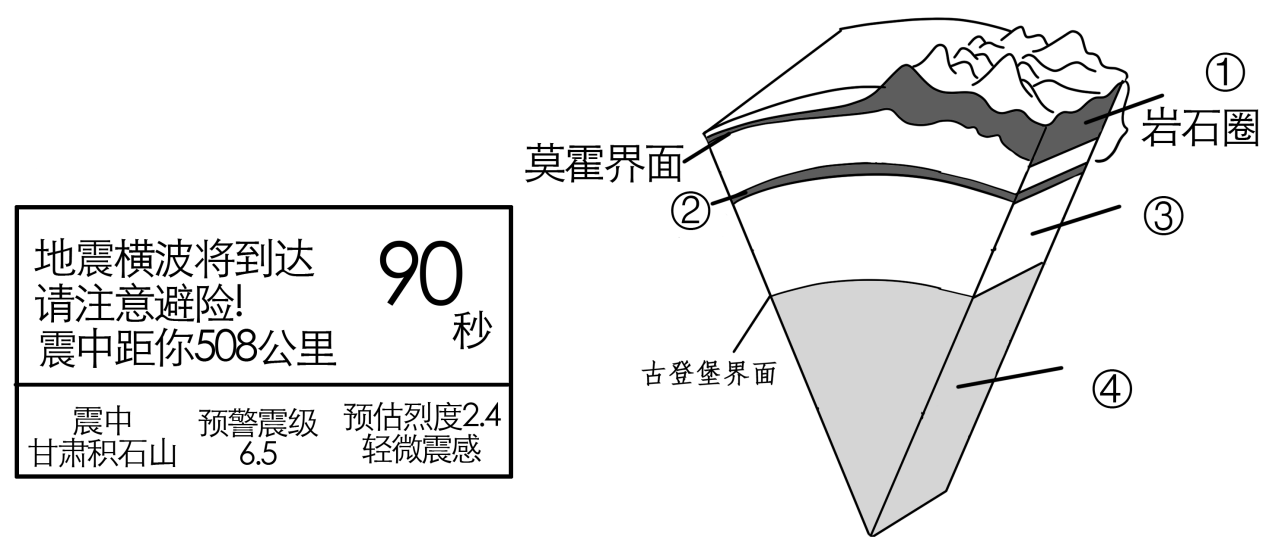 地震横波将到达
请注意避险!
震中距你508公里
90
秒
震中
甘肃积石山
预警震级
6.5
预估烈度2.4
轻微震感
①
岩石圈
莫霍界面
②
③
古登堡界面
④